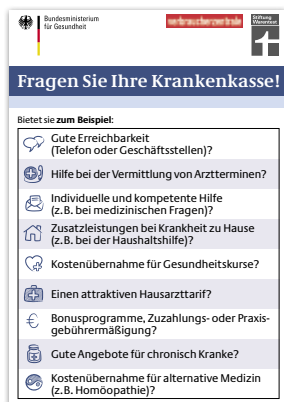 Bundesministerium
für Gesundheit
verbraucherzentrale
Stiftung
Warentest
Fragen Sie Ihre Krankenkasse!
Bietet sie zum Beispiel:
Gute Erreichbarkeit
(Telefon oder Geschäftsstellen)?
Hilfe bei der Vermittlung von Arztterminen?
Individuelle und kompetente Hilfe
(z.B. bei medizinischen Fragen)?
Zusatzleistungen bei Krankheit zu Hause
(z.B. bei der Haushaltshilfe)?
Kostenübernahme für Gesundheitskurse?
Einen attraktiven Hausarzttarif?
€
Bonusprogramme, Zuzahlungs- oder Praxis-
gebührermäßigung?
Gute Angebote für chronisch Kranke?
Kostenübernahme für alternative Medizin
(z.B. Homöopathie)?